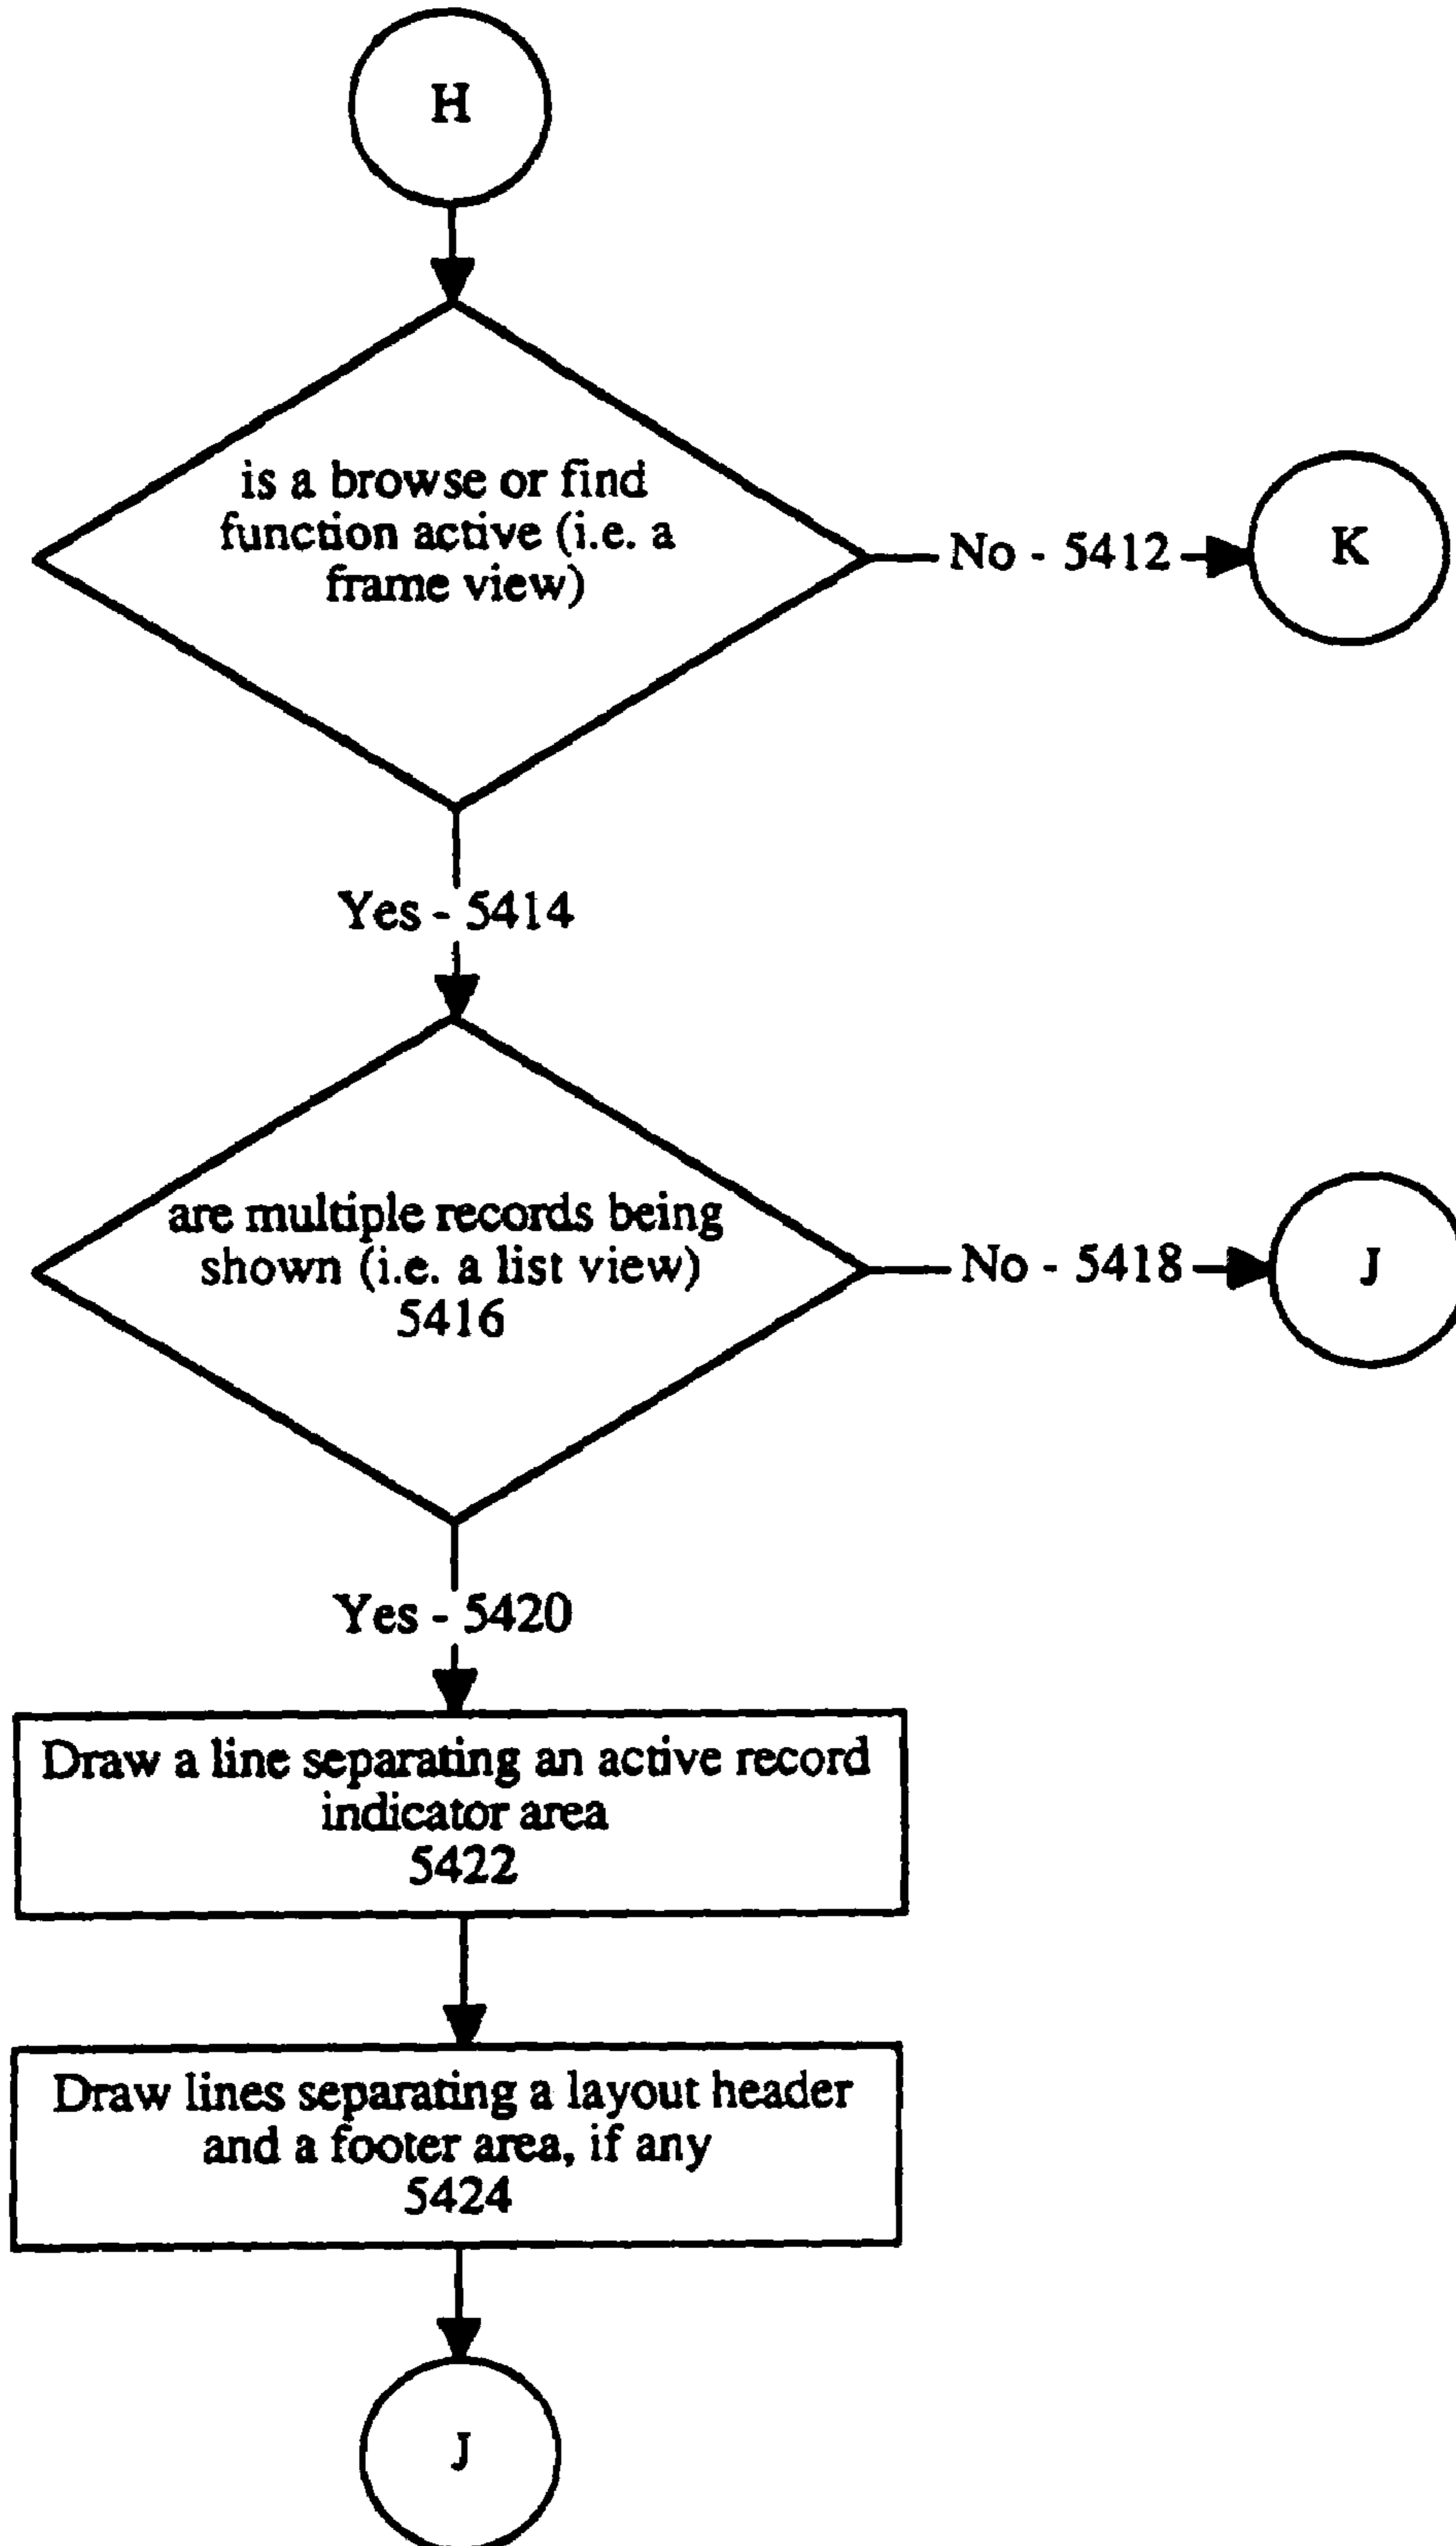 H
is a browse or find
function active (i.e. a
frame view)
No - 5412
K
Yes - 5414
are multiple records being
shown (i.e. a list view)
5416
No - 5418
J
Yes - 5420
Draw a line separating an active record
indicator area
5422
Draw lines separating a layout header
and a footer area, if any
5424
J